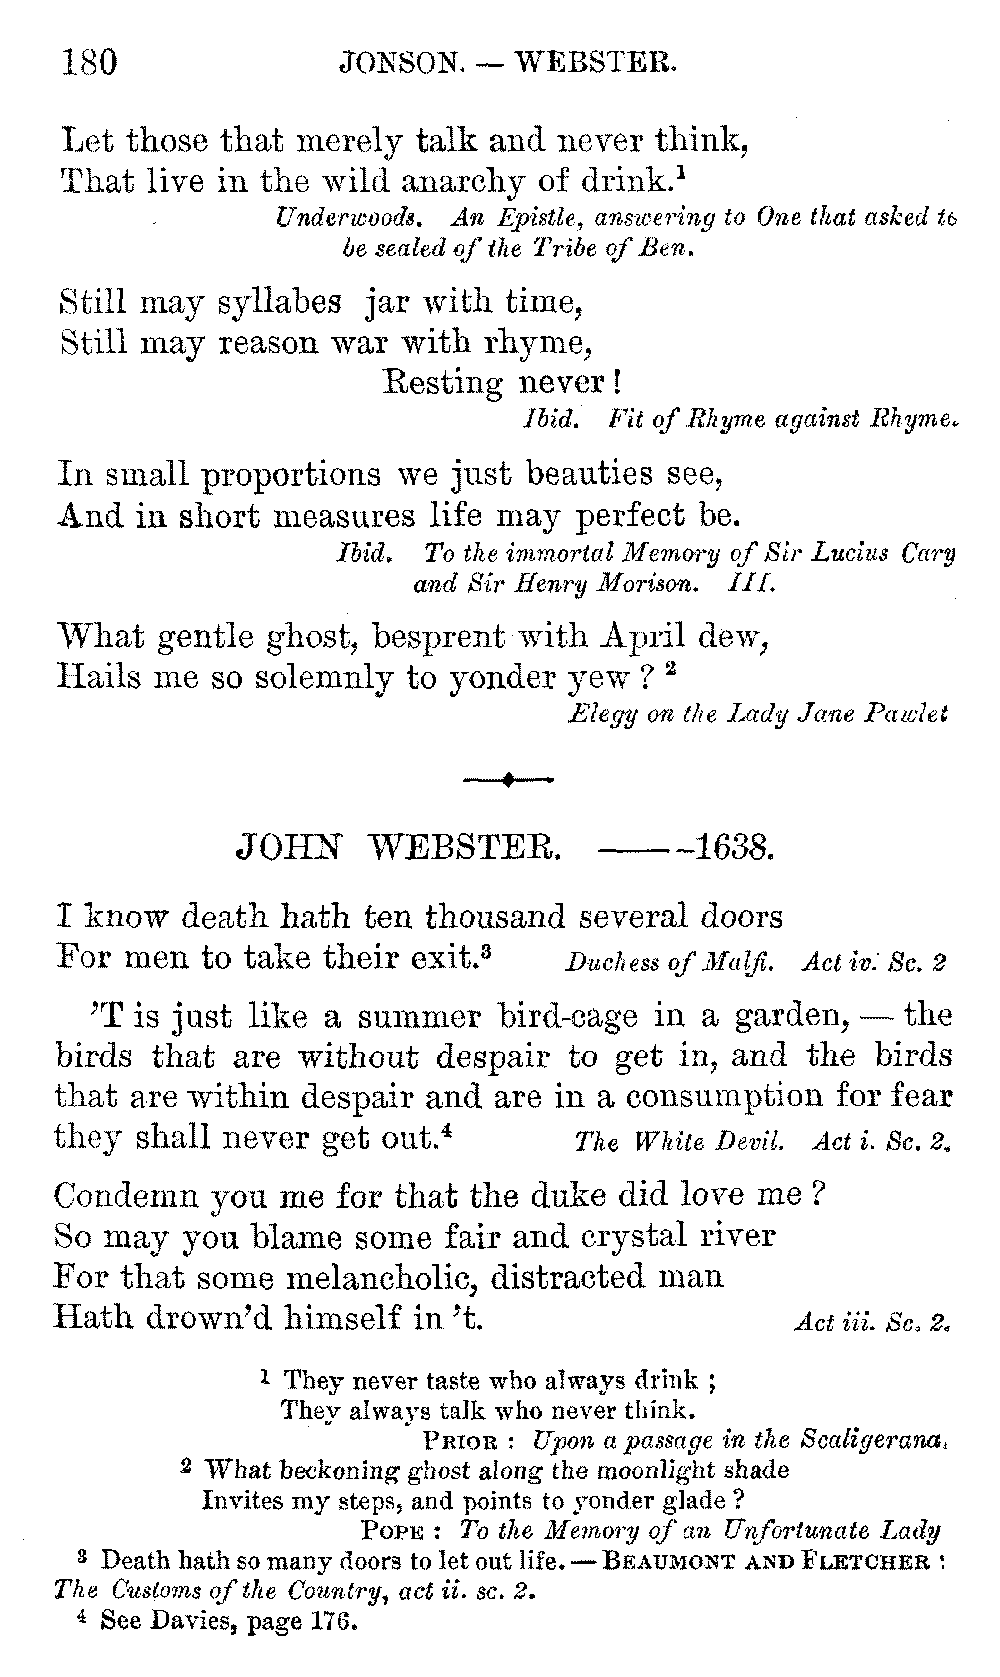 180 JONSON. — WEBSTER.
Let those that merely talk and never think,
That live in the wild anarchy of drink.¹
Underwoods. An Epistle, answering to One that asked to
be sealed of the Tribe of Ben.
Still may syllabes jar with time,
Still may reason war with rhyme,
Resting never!
Ibid. Fit of Rhyme against Rhyme.
In small proportions we just beauties see,
And in short measures life may perfect be.
Ibid. To the immortal Memory of Sir Lucius Cary
and Sir Henry Morison. III.
What gentle ghost, besprent with April dew,
Hails me so solemnly to yonder yew?²
Elegy on the Lady Jane Pawlet
JOHN WEBSTER. ——–1638.
I know death hath ten thousand several doors
For men to take their exit.³ Duchess of Malfi. Act iv. Sc. 2
'T is just like a summer bird-cage in a garden, — the
birds that are without despair to get in, and the birds
that are within despair and are in a consumption for fear
they shall never get out.⁴ The White Devil. Act i. Sc. 2.
Condemn you me for that the duke did love me?
So may you blame some fair and crystal river
For that some melancholic, distracted man
Hath drown'd himself in 't. Act iii. Sc. 2.
¹ They never taste who always drink;
They always talk who never think.
PRIOR: Upon a passage in the Scaligerana.
² What beckoning ghost along the moonlight shade
Invites my steps, and points to yonder glade?
POPE: To the Memory of an Unfortunate Lady
³ Death hath so many doors to let out life. — BEAUMONT AND FLETCHER:
The Customs of the Country, act ii. sc. 2.
⁴ See Davies, page 176.